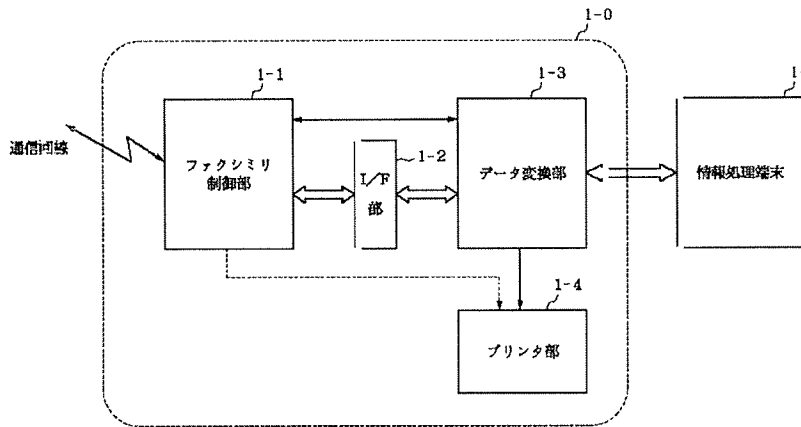 1-0
1-1
1-3
1-
通信回線
ファクシミリ
制御部
1-2
I/F
部
データ変換部
情報処理端末
1-4
プリンタ部